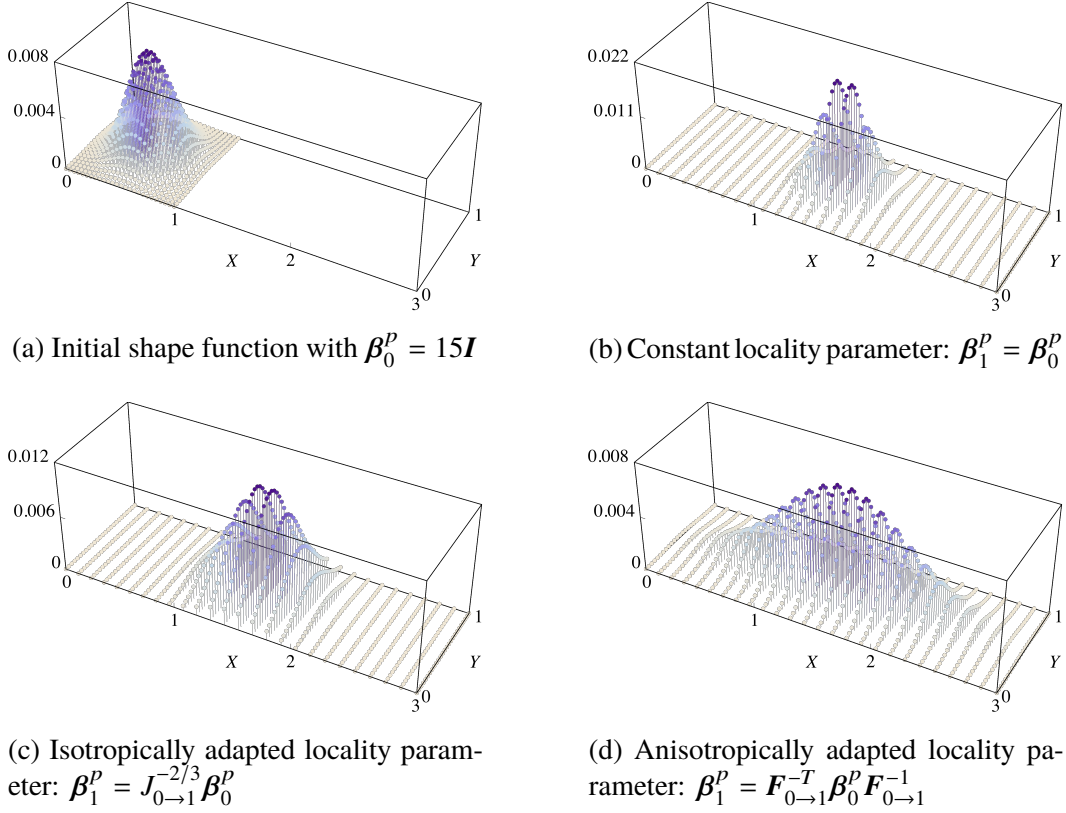 0.008
0.004
0
0
1
2
3
0
1
X
Y
(a) Initial shape function with 𝜷₀ᵖ = 15𝑰
0.022
0.011
0
0
1
2
3
0
1
X
Y
(b) Constant locality parameter: 𝜷₁ᵖ = 𝜷₀ᵖ
0.012
0.006
0
0
1
2
3
0
1
X
Y
(c) Isotropically adapted locality param-
eter: 𝜷₁ᵖ = J₀→₁^{-2/3} 𝜷₀ᵖ
0.008
0.004
0
0
1
2
3
0
1
X
Y
(d) Anisotropically adapted locality pa-
rameter: 𝜷₁ᵖ = 𝑭₀→₁^{-T} 𝜷₀ᵖ 𝑭₀→₁^{-1}